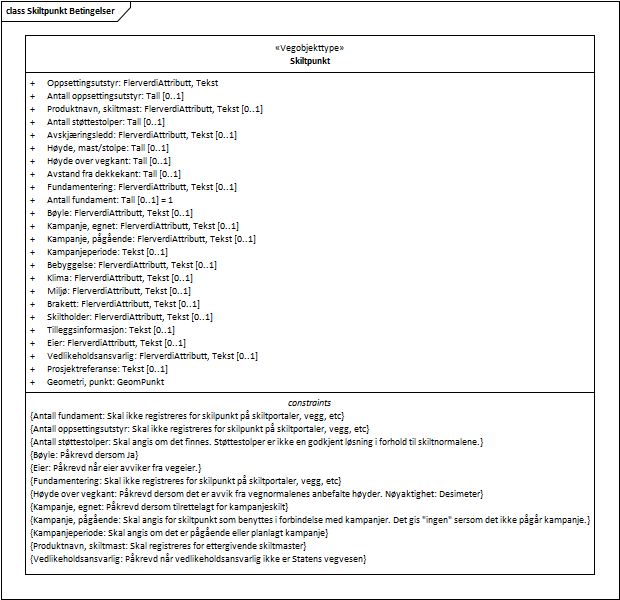 class Skiltpunkt Betingelser
«Vegobjekttype»
Skiltpunkt
+ Oppsettingsutstyr: FlerverdiAttributt, Tekst
+ Antall oppsettingsutstyr: Tall [0..1]
+ Produktnavn, skiltmast: FlerverdiAttributt, Tekst [0..1]
+ Antall støttestolper: Tall [0..1]
+ Avskjæringsledd: FlerverdiAttributt, Tekst [0..1]
+ Høyde, mast/stolpe: Tall [0..1]
+ Høyde over vegkant: Tall [0..1]
+ Avstand fra dekkekant: Tall [0..1]
+ Fundamentering: FlerverdiAttributt, Tekst [0..1]
+ Antall fundament: Tall [0..1] = 1
+ Bøyle: FlerverdiAttributt, Tekst [0..1]
+ Kampanje, egnet: FlerverdiAttributt, Tekst [0..1]
+ Kampanje, pågående: FlerverdiAttributt, Tekst [0..1]
+ Kampanjeperiode: Tekst [0..1]
+ Bebyggelse: FlerverdiAttributt, Tekst [0..1]
+ Klima: FlerverdiAttributt, Tekst [0..1]
+ Miljø: FlerverdiAttributt, Tekst [0..1]
+ Brakett: FlerverdiAttributt, Tekst [0..1]
+ Skiltholder: FlerverdiAttributt, Tekst [0..1]
+ Tilleggsinformasjon: Tekst [0..1]
+ Eier: FlerverdiAttributt, Tekst [0..1]
+ Vedlikeholdsansvarlig: FlerverdiAttributt, Tekst [0..1]
+ Prosjektreferanse: Tekst [0..1]
+ Geometri, punkt: GeomPunkt
constraints
{Antall fundament: Skal ikke registreres for skilpunkt på skiltportaler, vegg, etc}
{Antall oppsettingsutstyr: Skal ikke registreres for skilpunkt på skiltportaler, vegg, etc}
{Antall støttestolper: Skal angis om det finnes. Støttestolper er ikke en godkjent løsning i forhold til skiltnormalene.}
{Bøyle: Påkrevd dersom Ja}
{Eier: Påkrevd når eier avviker fra vegeier.}
{Fundamentering: Skal ikke registreres for skilpunkt på skiltportaler, vegg, etc}
{Høyde over vegkant: Påkrevd dersom det er avvik fra vegnormalenes anbefalte høyder. Nøyaktighet: Desimeter}
{Kampanje, egnet: Påkrevd dersom tilrettelagt for kampanjeskilt}
{Kampanje, pågående: Skal angis for skiltpunkt som benyttes i forbindelse med kampanjer. Det gis "ingen" sersom det ikke pågår kampanje.}
{Kampanjeperiode: Skal angis om det er pågående eller planlagt kampanje}
{Produktnavn, skiltmast: Skal registreres for ettergivende skiltmaster}
{Vedlikeholdsansvarlig: Påkrevd når vedlikeholdsansvarlig ikke er Statens vegvesen}